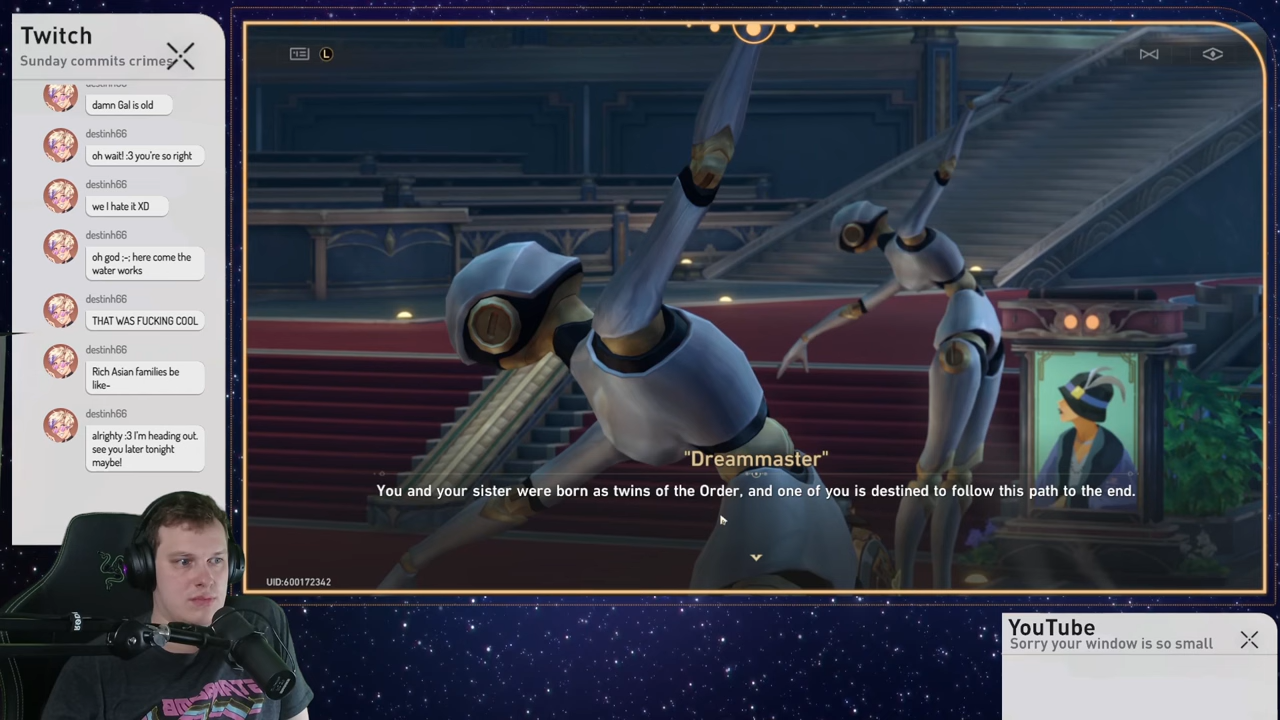 Twitch
Sunday commits crimes
damn Gal is old
destinh66
oh wait! :3 you're so right
destinh66
we I hate it XD
destinh66
oh god ;-; here come the
water works
destinh66
THAT WAS FUCKING COOL
destinh66
Rich Asian families be
like-
destinh66
alrighty :3 I'm heading out.
see you later tonight
maybe!
L
"Dreammaster"
You and your sister were born as twins of the Order, and one of you is destined to follow this path to the end.
UID:600172342
YouTube
Sorry your window is so small